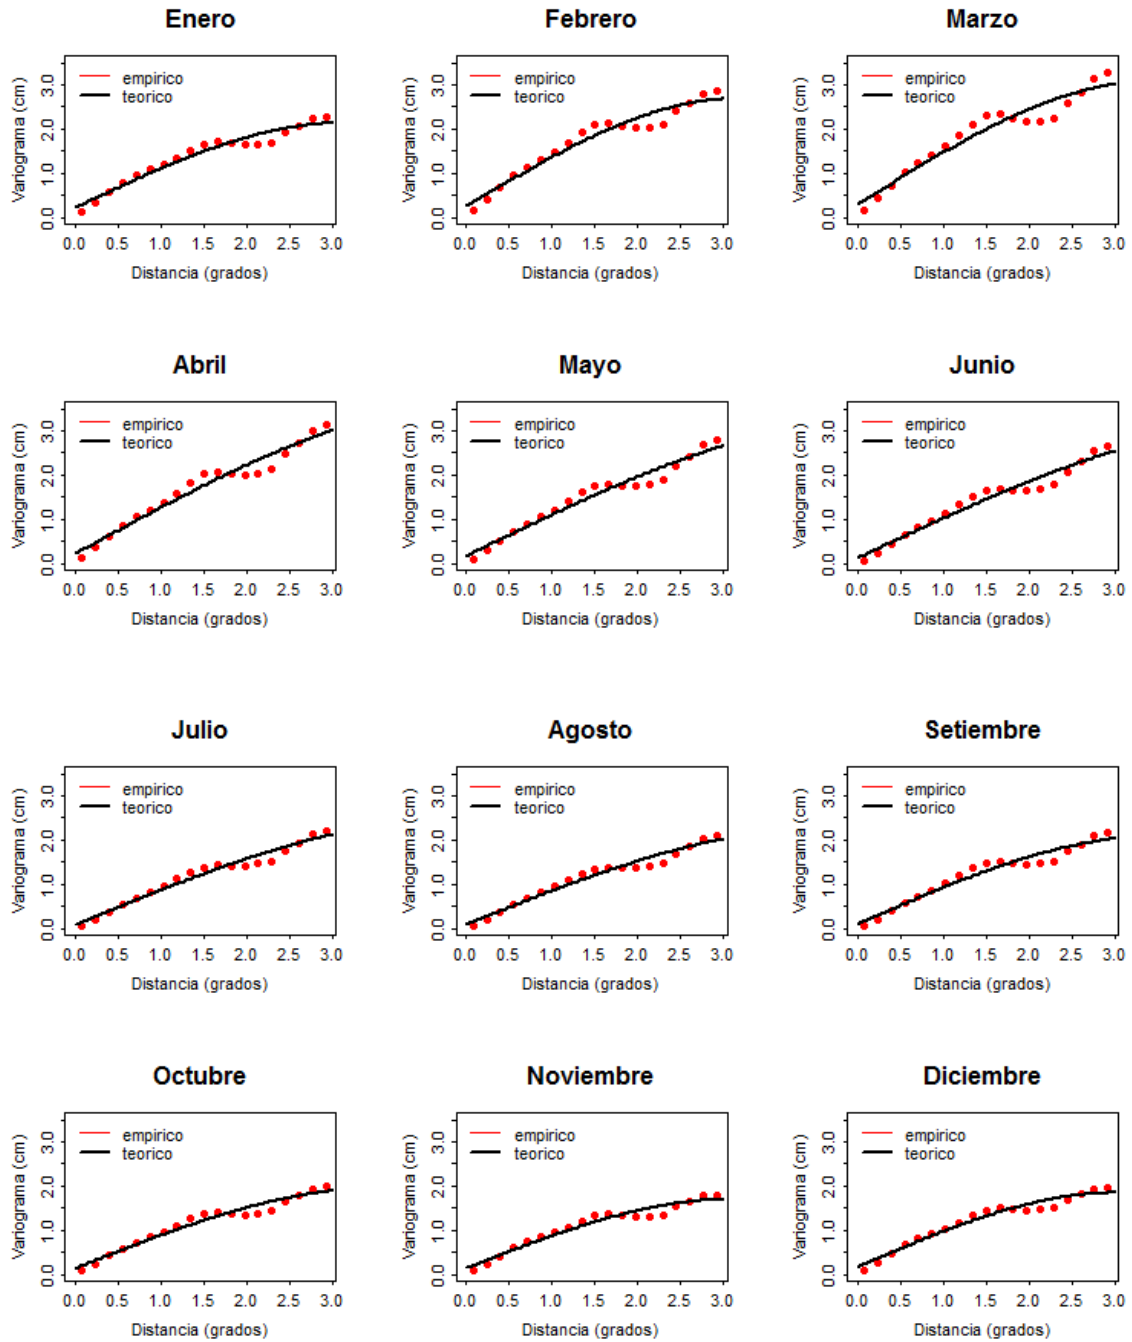 Enero
Febrero
Marzo
empirico
teorico
empirico
teorico
empirico
teorico
Variograma (cm)
0.0 1.0 2.0 3.0
Variograma (cm)
0.0 1.0 2.0 3.0
Variograma (cm)
0.0 1.0 2.0 3.0
0.0 0.5 1.0 1.5 2.0 2.5 3.0
0.0 0.5 1.0 1.5 2.0 2.5 3.0
0.0 0.5 1.0 1.5 2.0 2.5 3.0
Distancia (grados)
Distancia (grados)
Distancia (grados)
Abril
Mayo
Junio
empirico
teorico
empirico
teorico
empirico
teorico
Variograma (cm)
0.0 1.0 2.0 3.0
Variograma (cm)
0.0 1.0 2.0 3.0
Variograma (cm)
0.0 1.0 2.0 3.0
0.0 0.5 1.0 1.5 2.0 2.5 3.0
0.0 0.5 1.0 1.5 2.0 2.5 3.0
0.0 0.5 1.0 1.5 2.0 2.5 3.0
Distancia (grados)
Distancia (grados)
Distancia (grados)
Julio
Agosto
Setiembre
empirico
teorico
empirico
teorico
empirico
teorico
Variograma (cm)
0.0 1.0 2.0 3.0
Variograma (cm)
0.0 1.0 2.0 3.0
Variograma (cm)
0.0 1.0 2.0 3.0
0.0 0.5 1.0 1.5 2.0 2.5 3.0
0.0 0.5 1.0 1.5 2.0 2.5 3.0
0.0 0.5 1.0 1.5 2.0 2.5 3.0
Distancia (grados)
Distancia (grados)
Distancia (grados)
Octubre
Noviembre
Diciembre
empirico
teorico
empirico
teorico
empirico
teorico
Variograma (cm)
0.0 1.0 2.0 3.0
Variograma (cm)
0.0 1.0 2.0 3.0
Variograma (cm)
0.0 1.0 2.0 3.0
0.0 0.5 1.0 1.5 2.0 2.5 3.0
0.0 0.5 1.0 1.5 2.0 2.5 3.0
0.0 0.5 1.0 1.5 2.0 2.5 3.0
Distancia (grados)
Distancia (grados)
Distancia (grados)